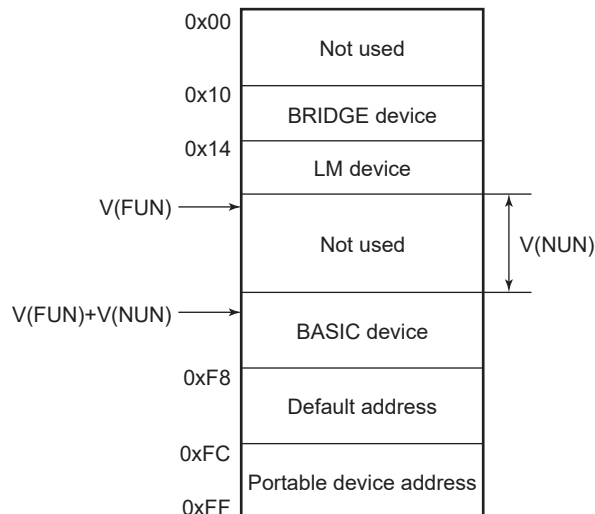 0x00
Not used
0x10
BRIDGE device
0x14
LM device
V(FUN)
Not used
V(NUN)
V(FUN)+V(NUN)
BASIC device
0xF8
Default address
0xFC
Portable device address
0xFF